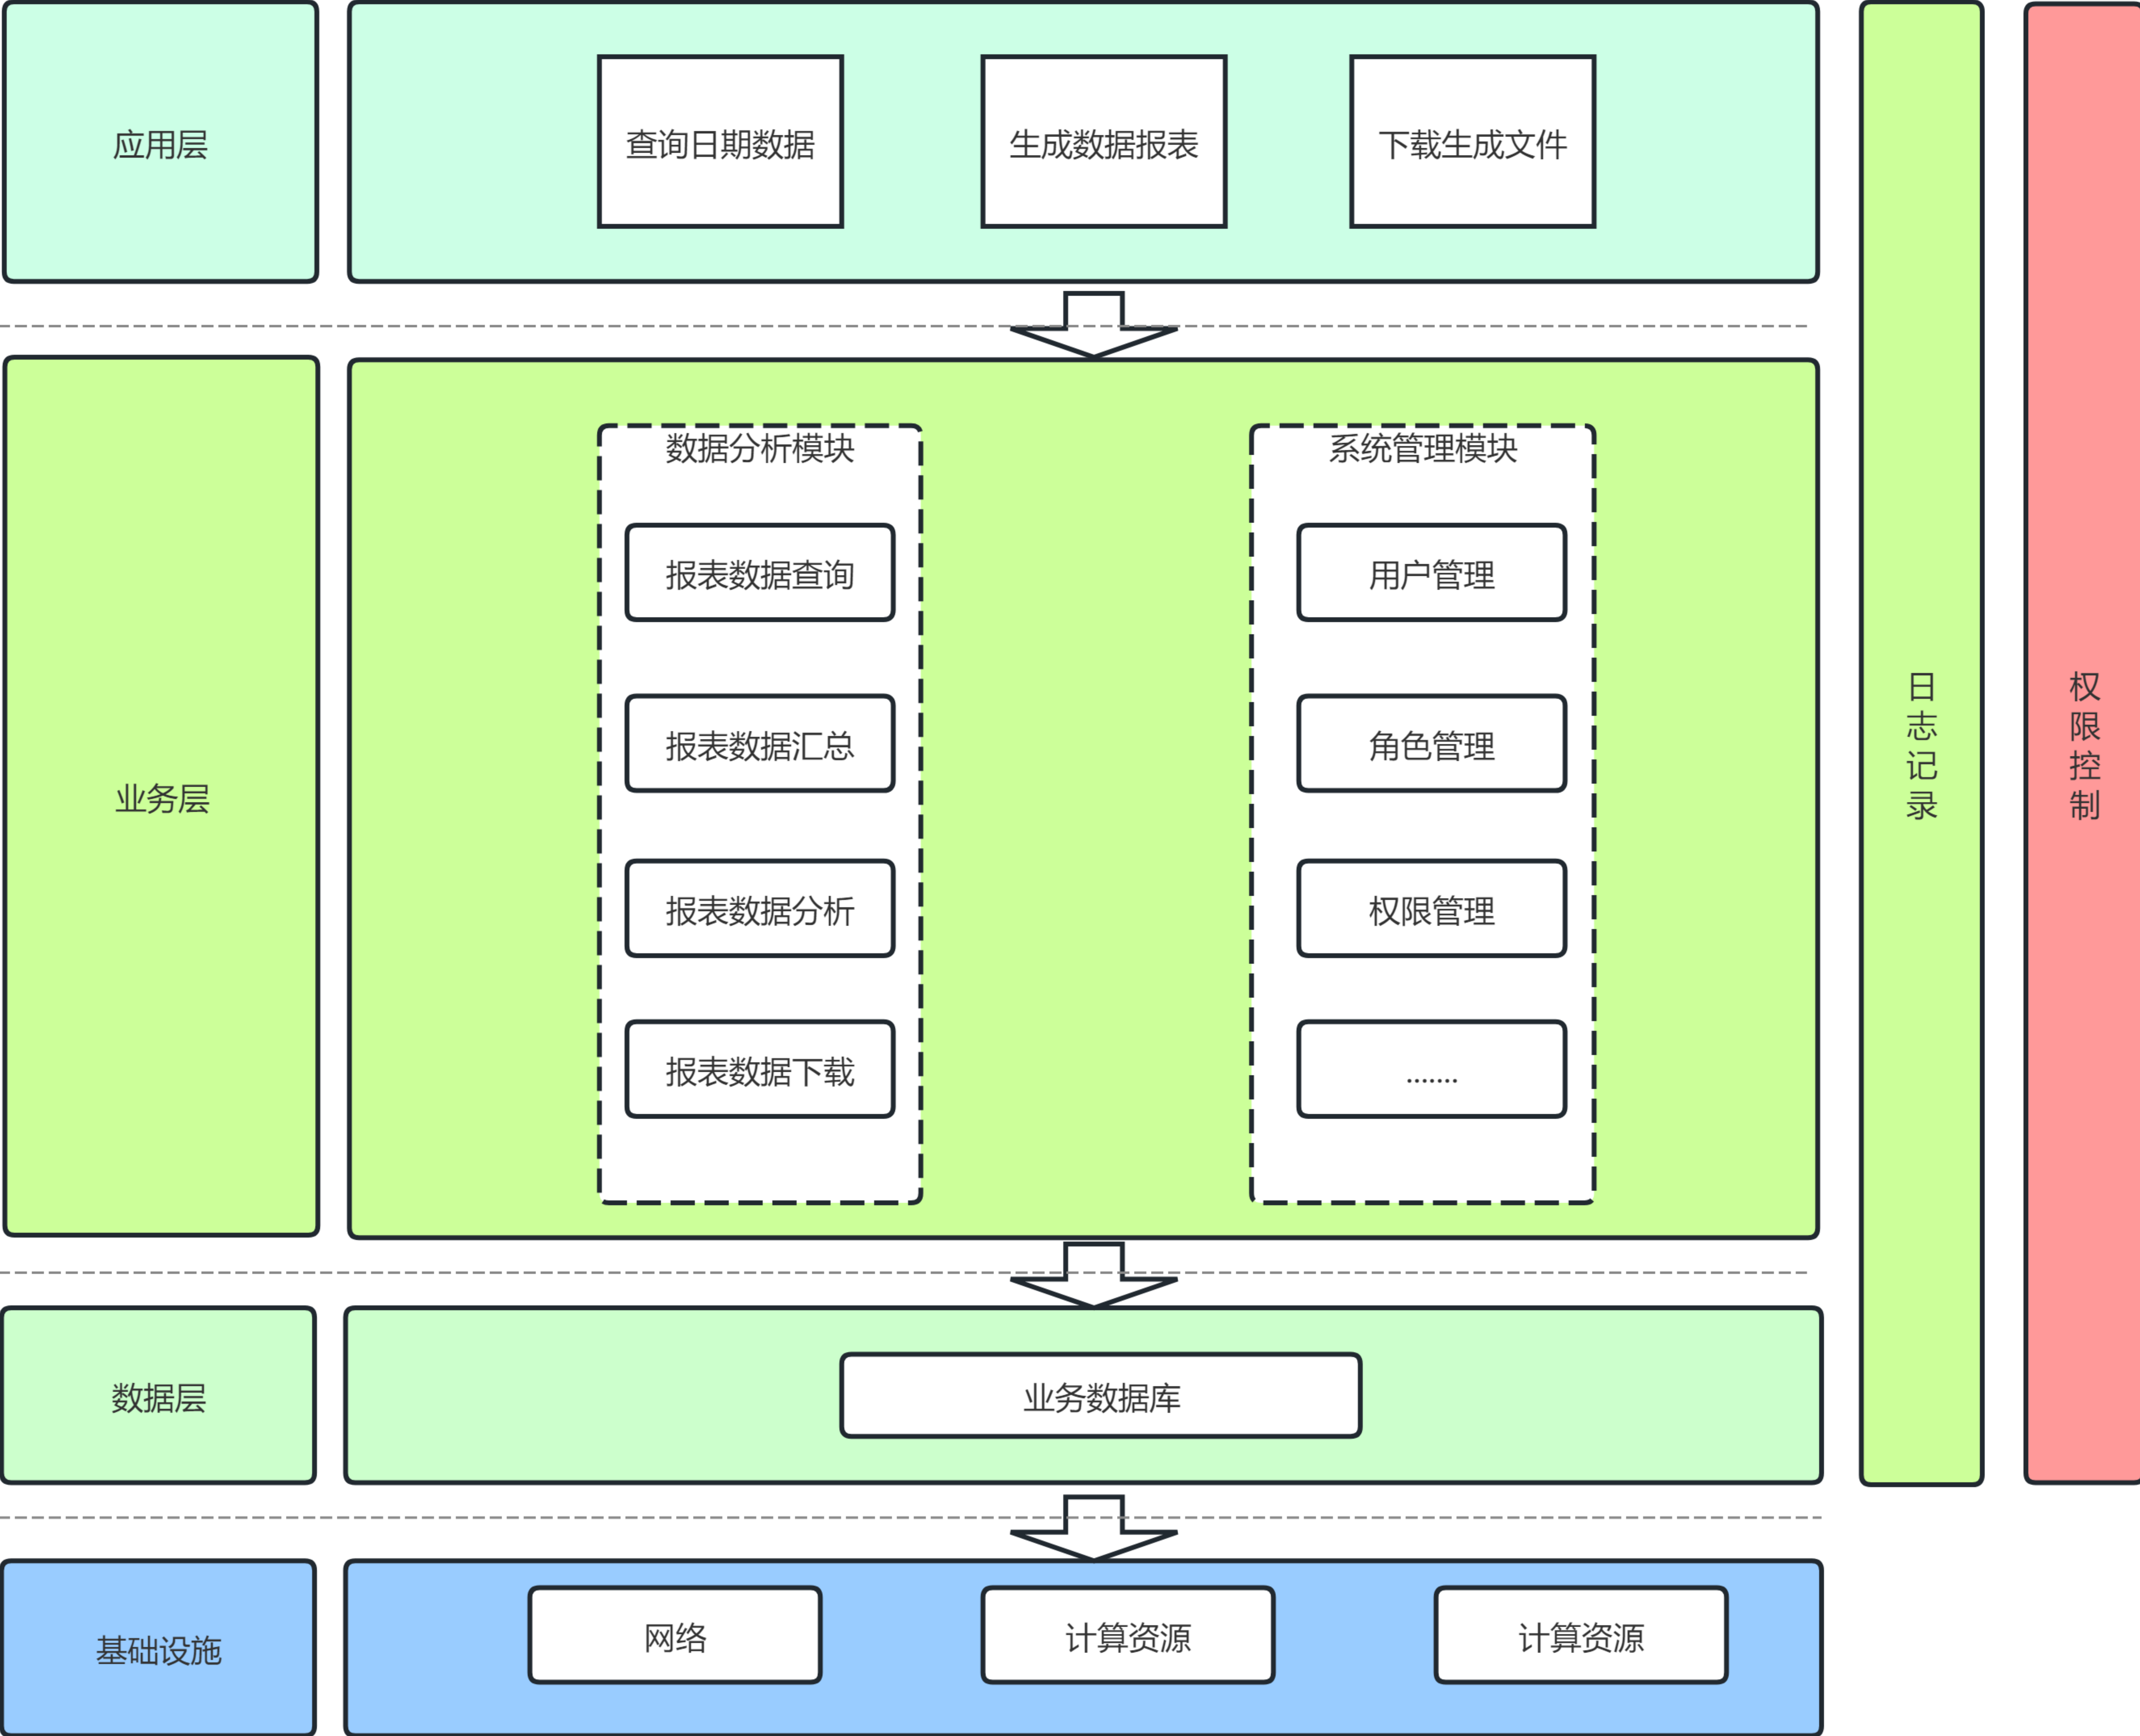 应用层
查询日期数据
生成数据报表
下载生成文件
业务层
数据分析模块
报表数据查询
报表数据汇总
报表数据分析
报表数据下载
系统管理模块
用户管理
角色管理
权限管理
.......
数据层
业务数据库
基础设施
网络
计算资源
计算资源
日
志
记
录
权
限
控
制